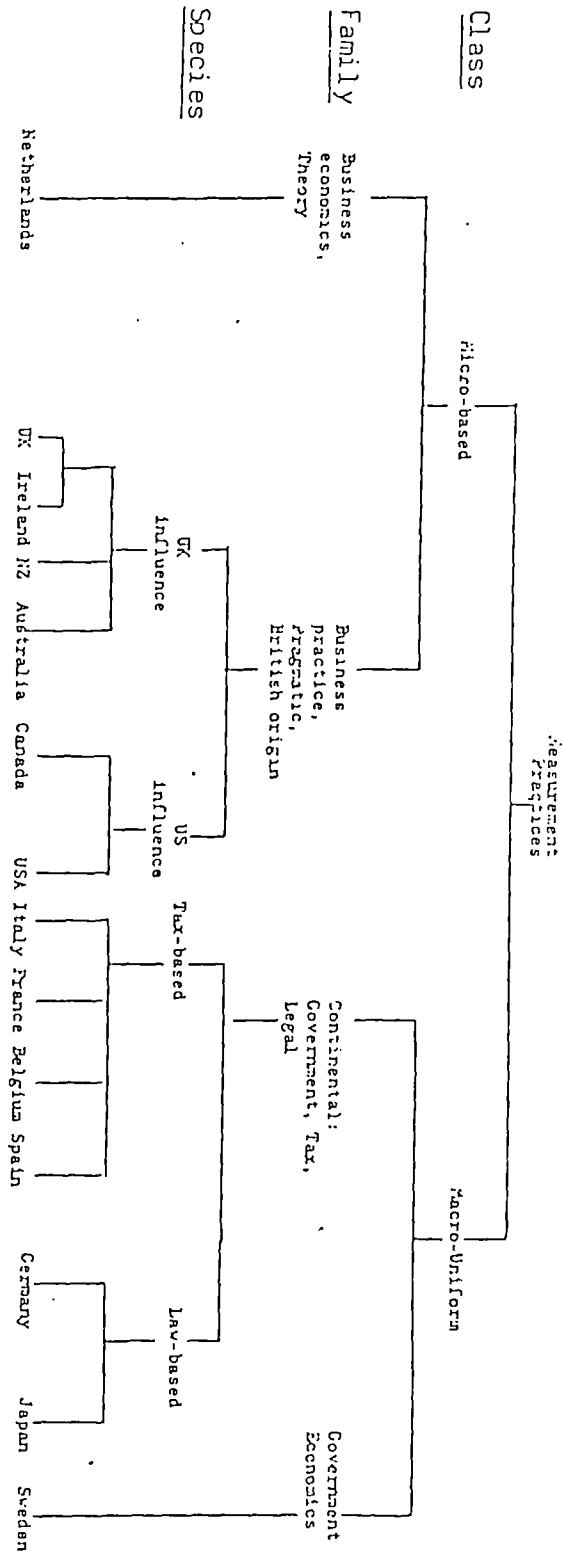 Measurement
Practices
Class
Micro-based
Macro-Uniform
Family
Business
economics,
Theory
Business
practice,
Pragmatic,
British origin
Continental:
Government, Tax,
Legal
Government
Economics
Species
UK
influence
US
influence
Tax-based
Law-based
Netherlands
UK
Ireland
NZ
Australia
Canada
USA
Italy
France
Belgium
Spain
Germany
Japan
Sweden